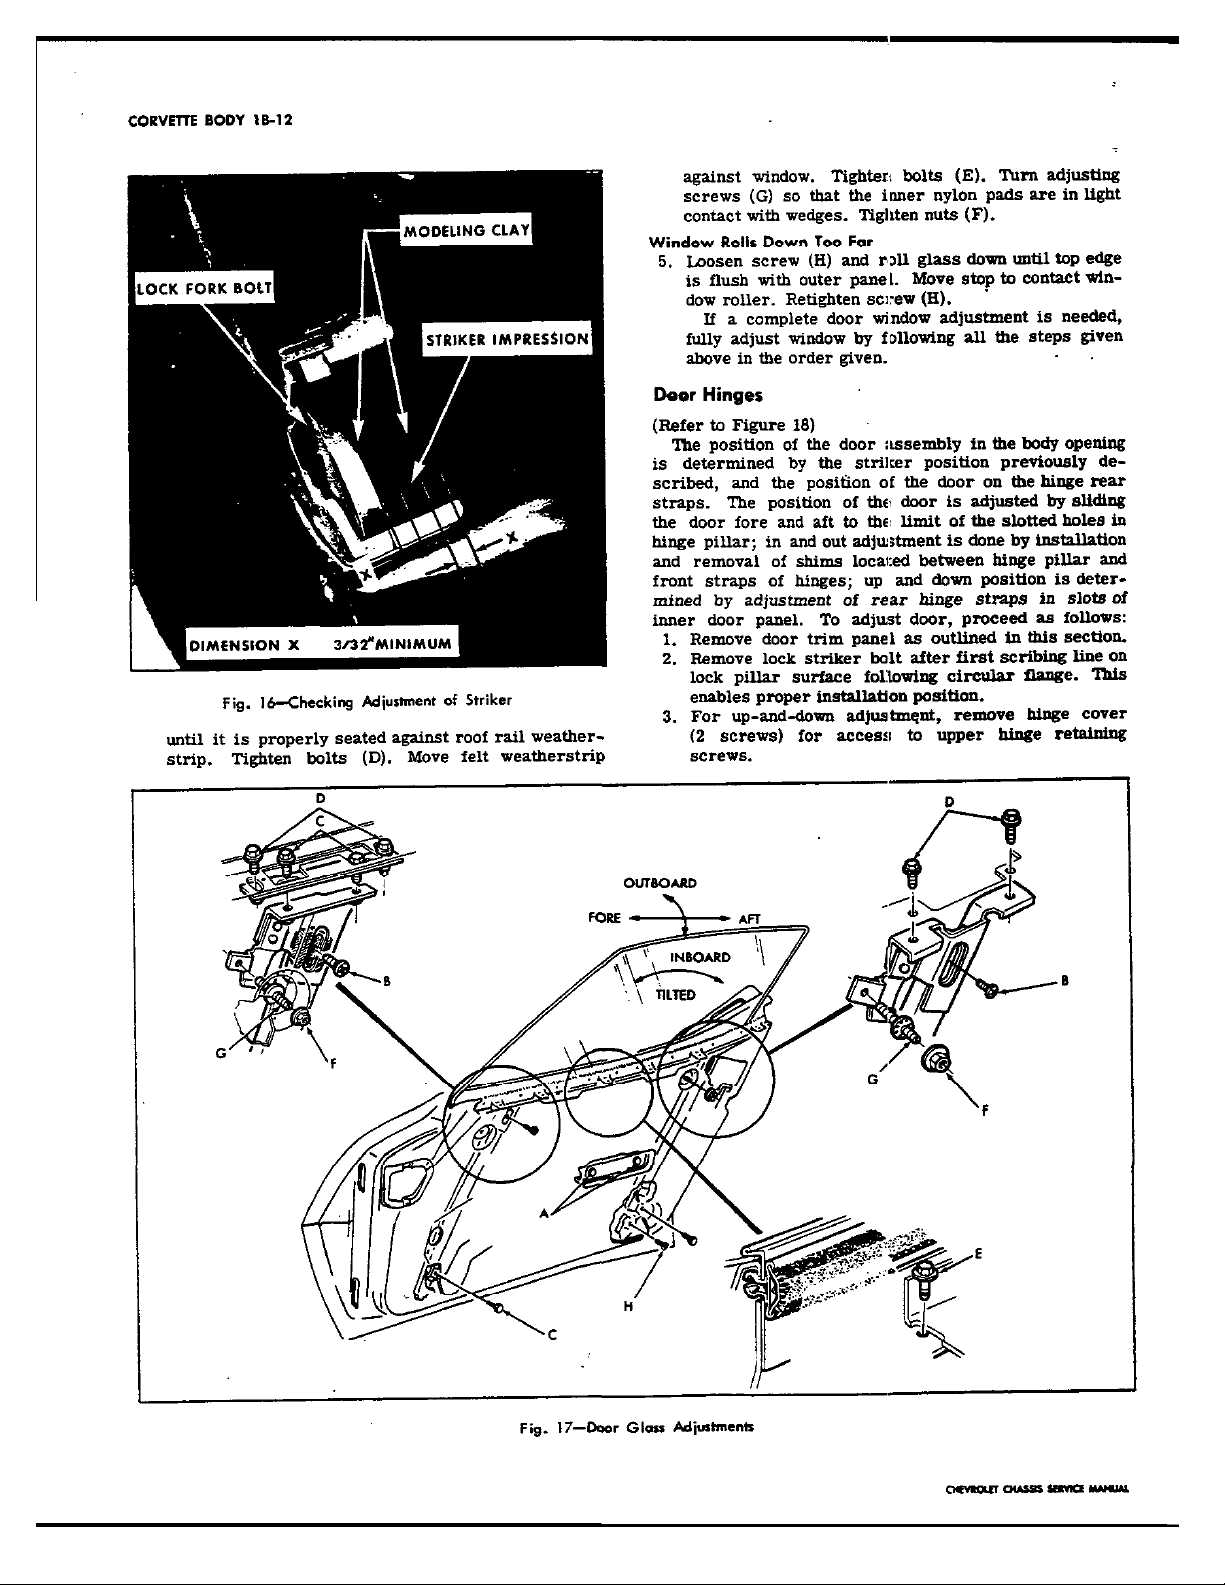 CORVETTE BODY 1B-12
MODELING CLAY
LOCK FORK BOLT
STRIKER IMPRESSION
X
X
DIMENSION X 3/32"MINIMUM
Fig. 16—Checking Adjustment of Striker
until it is properly seated against roof rail weather-
strip. Tighten bolts (D). Move felt weatherstrip
against window. Tighten bolts (E). Turn adjusting
screws (G) so that the inner nylon pads are in light
contact with wedges. Tighten nuts (F).
Window Rolls Down Too Far
5. Loosen screw (H) and roll glass down until top edge
is flush with outer panel. Move stop to contact win-
dow roller. Retighten screw (H).
If a complete door window adjustment is needed,
fully adjust window by following all the steps given
above in the order given.
Door Hinges
(Refer to Figure 18)
The position of the door assembly in the body opening
is determined by the striker position previously de-
scribed, and the position of the door on the hinge rear
straps. The position of the door is adjusted by sliding
the door fore and aft to the limit of the slotted holes in
hinge pillar; in and out adjustment is done by installation
and removal of shims located between hinge pillar and
front straps of hinges; up and down position is deter-
mined by adjustment of rear hinge straps in slots of
inner door panel. To adjust door, proceed as follows:
1. Remove door trim panel as outlined in this section.
2. Remove lock striker bolt after first scribing line on
lock pillar surface following circular flange. This
enables proper installation position.
3. For up-and-down adjustment, remove hinge cover
(2 screws) for access to upper hinge retaining
screws.
D
C
B
G
F
OUTBOARD
FORE AFT
INBOARD
TILTED
D
B
G
F
A
H
C
E
Fig. 17—Door Glass Adjustments
CHEVROLET CHASSIS SERVICE MANUAL